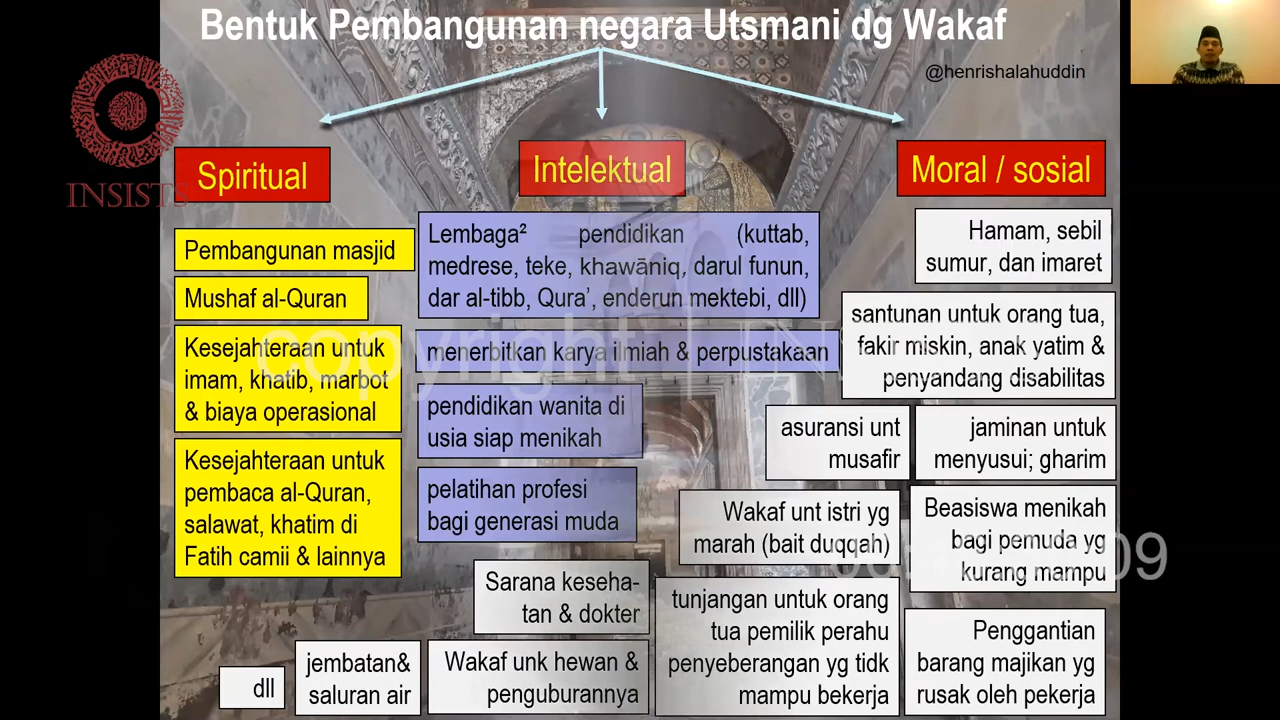 Bentuk Pembangunan negara Utsmani dg Wakaf
@henrishalahuddin
INSISTS
Spiritual
Pembangunan masjid
Mushaf al-Quran
Kesejahteraan untuk
imam, khatib, marbot
& biaya operasional
Kesejahteraan untuk
pembaca al-Quran,
salawat, khatim di
Fatih camii & lainnya
Intelektual
Lembaga² pendidikan (kuttab,
medrese, teke, khawāniq, darul funun,
dar al-tibb, Qura’, enderun mektebi, dll)
menerbitkan karya ilmiah & perpustakaan
pendidikan wanita di
usia siap menikah
pelatihan profesi
bagi generasi muda
Moral / sosial
Hamam, sebil
sumur, dan imaret
santunan untuk orang tua,
fakir miskin, anak yatim &
penyandang disabilitas
asuransi unt
musafir
jaminan untuk
menyusui; gharim
Wakaf unt istri yg
marah (bait duqqah)
Beasiswa menikah
bagi pemuda yg
kurang mampu
Sarana keseha-
tan & dokter
tunjangan untuk orang
tua pemilik perahu
penyeberangan yg tidk
mampu bekerja
Penggantian
barang majikan yg
rusak oleh pekerja
Wakaf unk hewan &
penguburannya
jembatan&
saluran air
dll
copyright